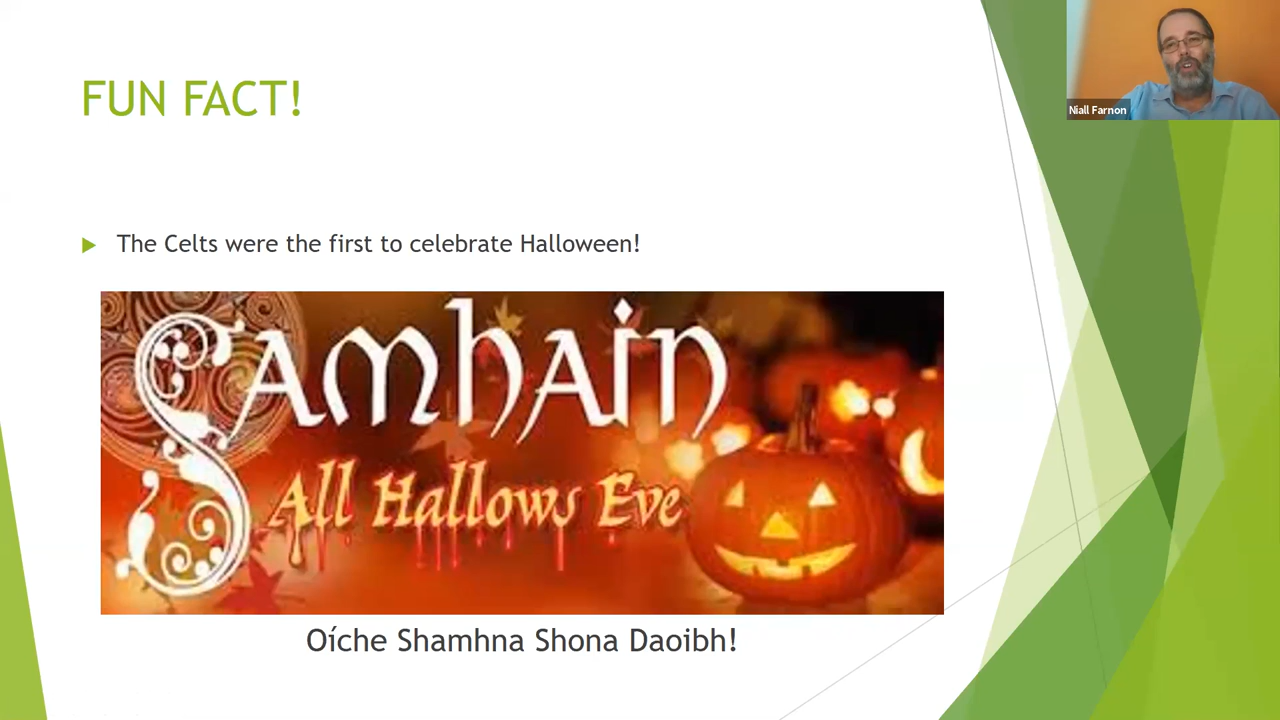 FUN FACT!
Niall Farnon
The Celts were the first to celebrate Halloween!
Samhain
All Hallows Eve
Oíche Shamhna Shona Daoibh!